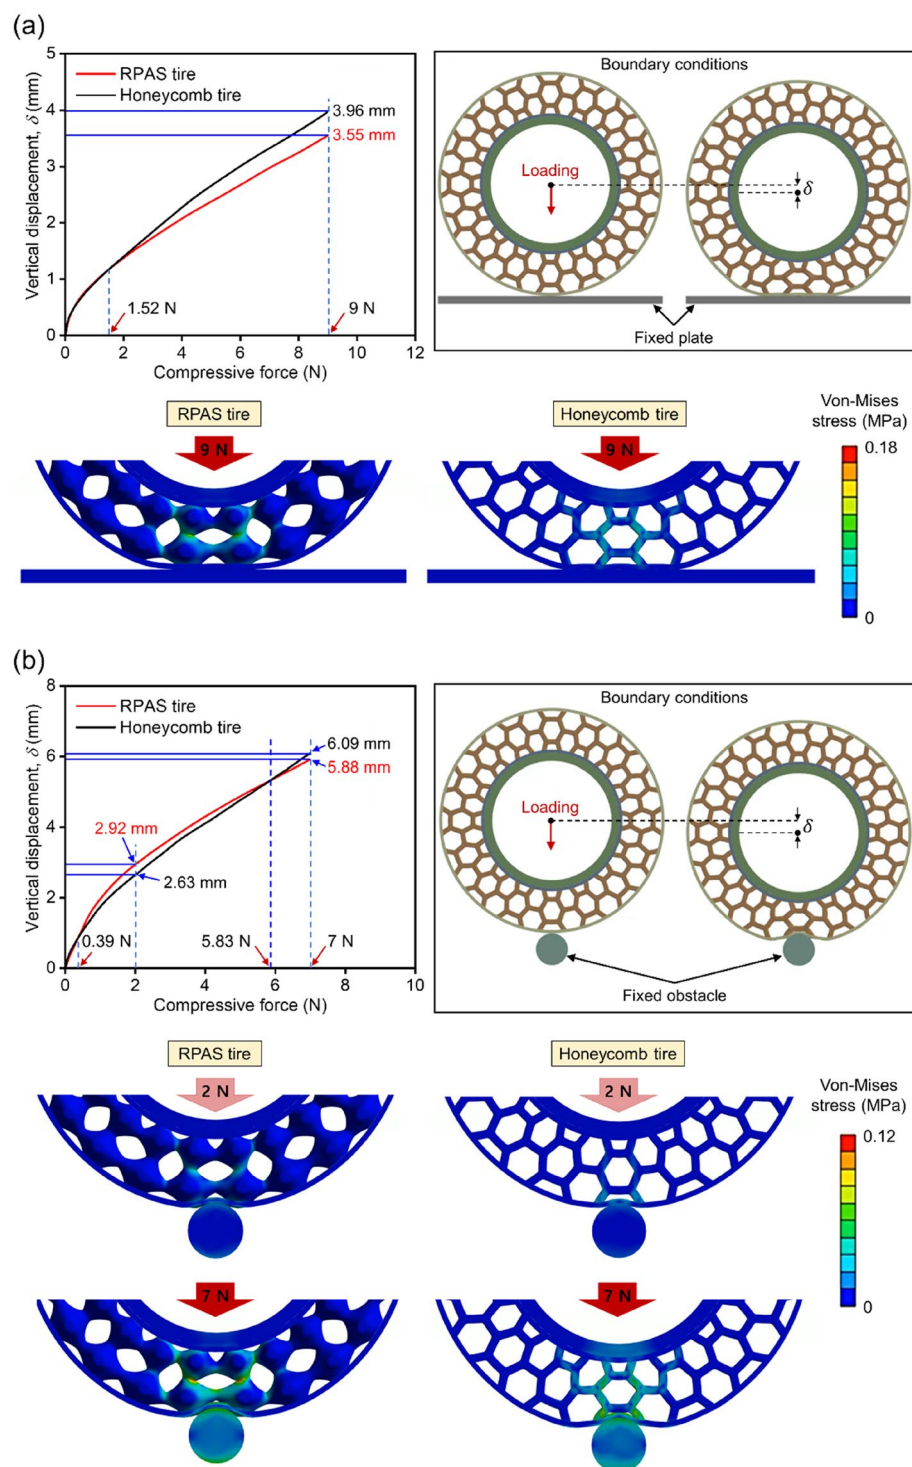 (a)
5
4
3
2
1
0
Vertical displacement, δ (mm)
RPAS tire
Honeycomb tire
3.96 mm
3.55 mm
1.52 N
9 N
0 2 4 6 8 10 12
Compressive force (N)
Boundary conditions
Loading
δ
Fixed plate
RPAS tire
9 N
Honeycomb tire
9 N
Von-Mises
stress (MPa)
0.18
0
(b)
8
6
4
2
0
Vertical displacement, δ (mm)
RPAS tire
Honeycomb tire
6.09 mm
5.88 mm
2.92 mm
2.63 mm
0.39 N
5.83 N
7 N
0 2 4 6 8 10
Compressive force (N)
Boundary conditions
Loading
δ
Fixed obstacle
RPAS tire
2 N
Honeycomb tire
2 N
Von-Mises
stress (MPa)
0.12
0
7 N
7 N